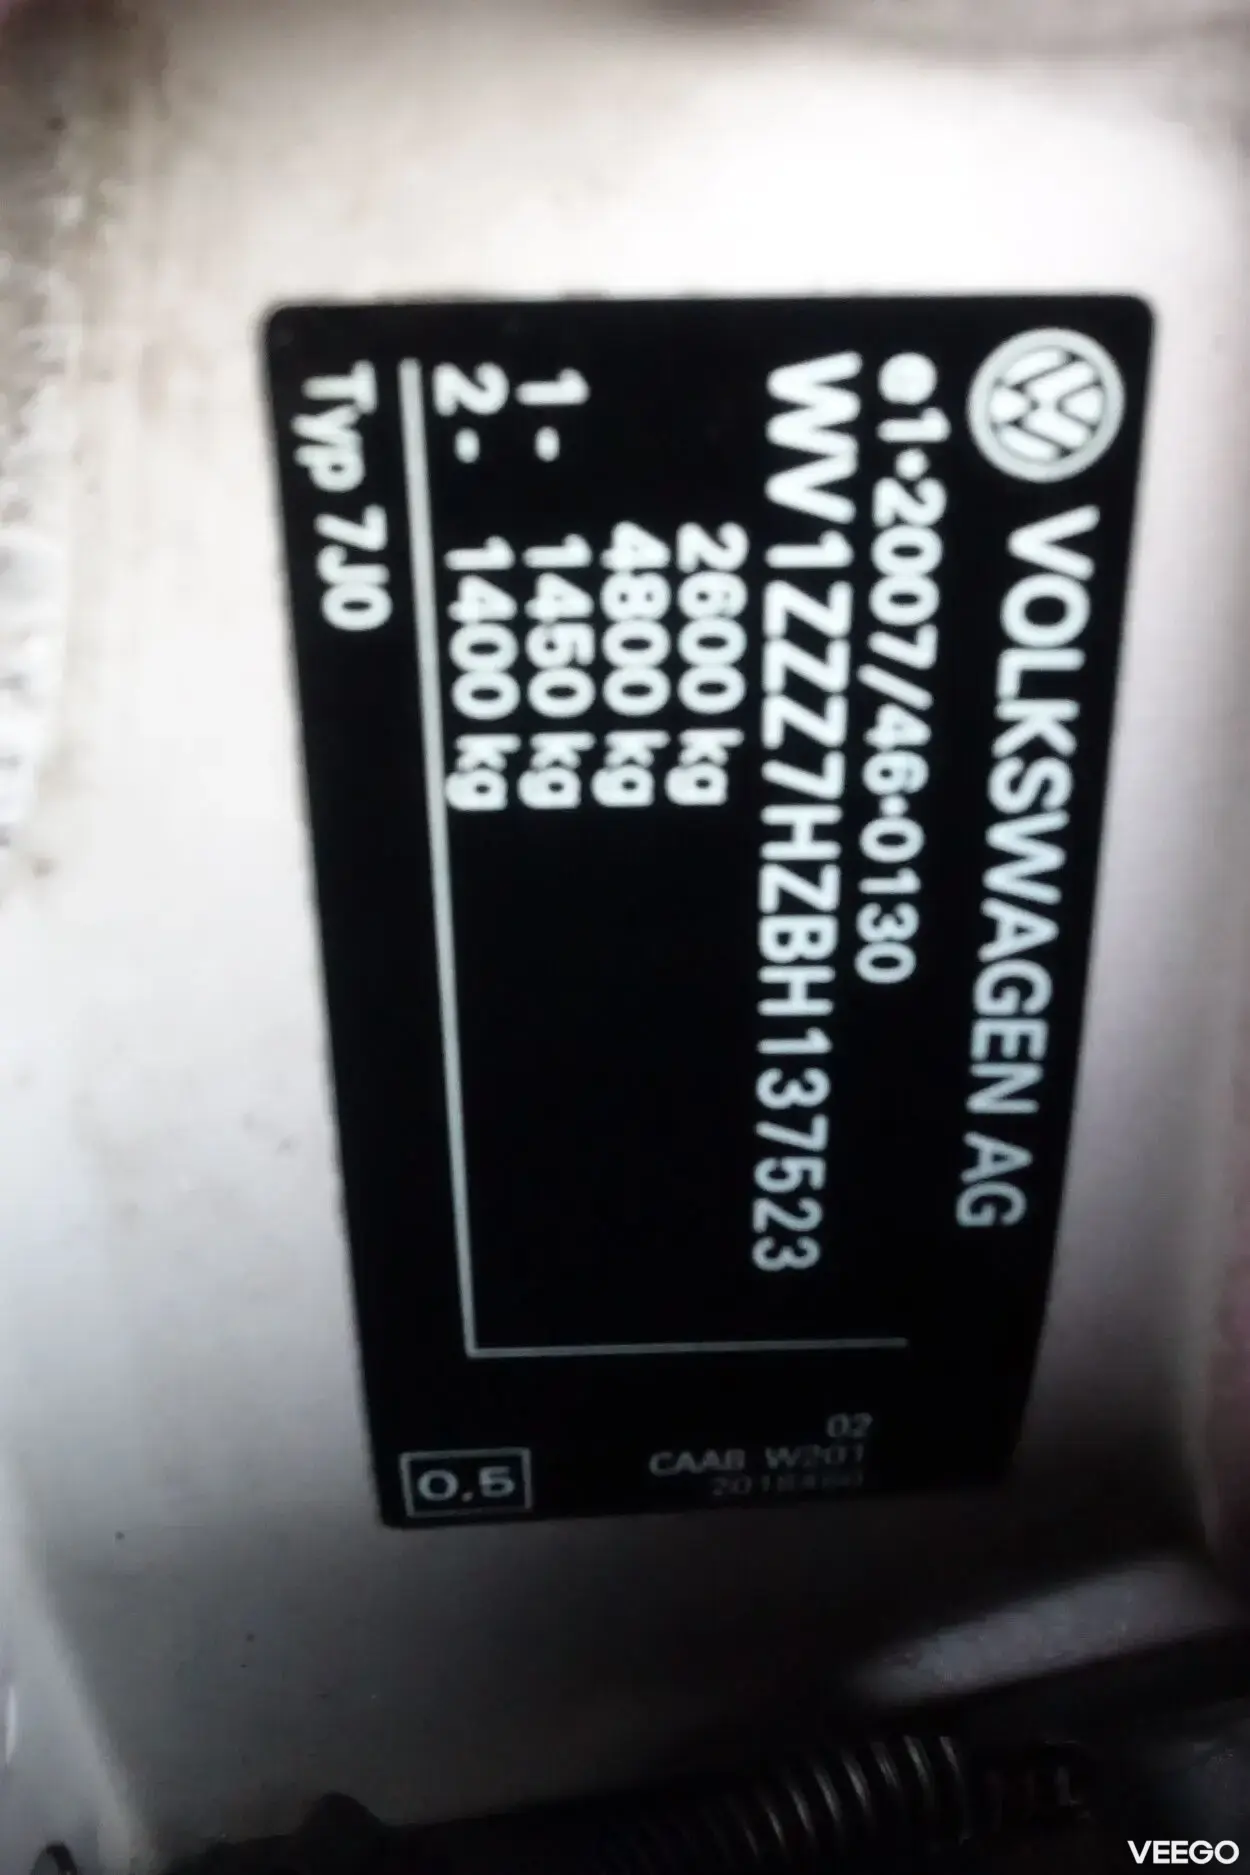 VOLKSWAGEN AG
e1*2007/46*0130
WV1ZZZ7HZBH137523
2600 kg
4800 kg
1- 1450 kg
2- 1400 kg
Typ 7J0
02
CAAB W201
0,5
VEEGO